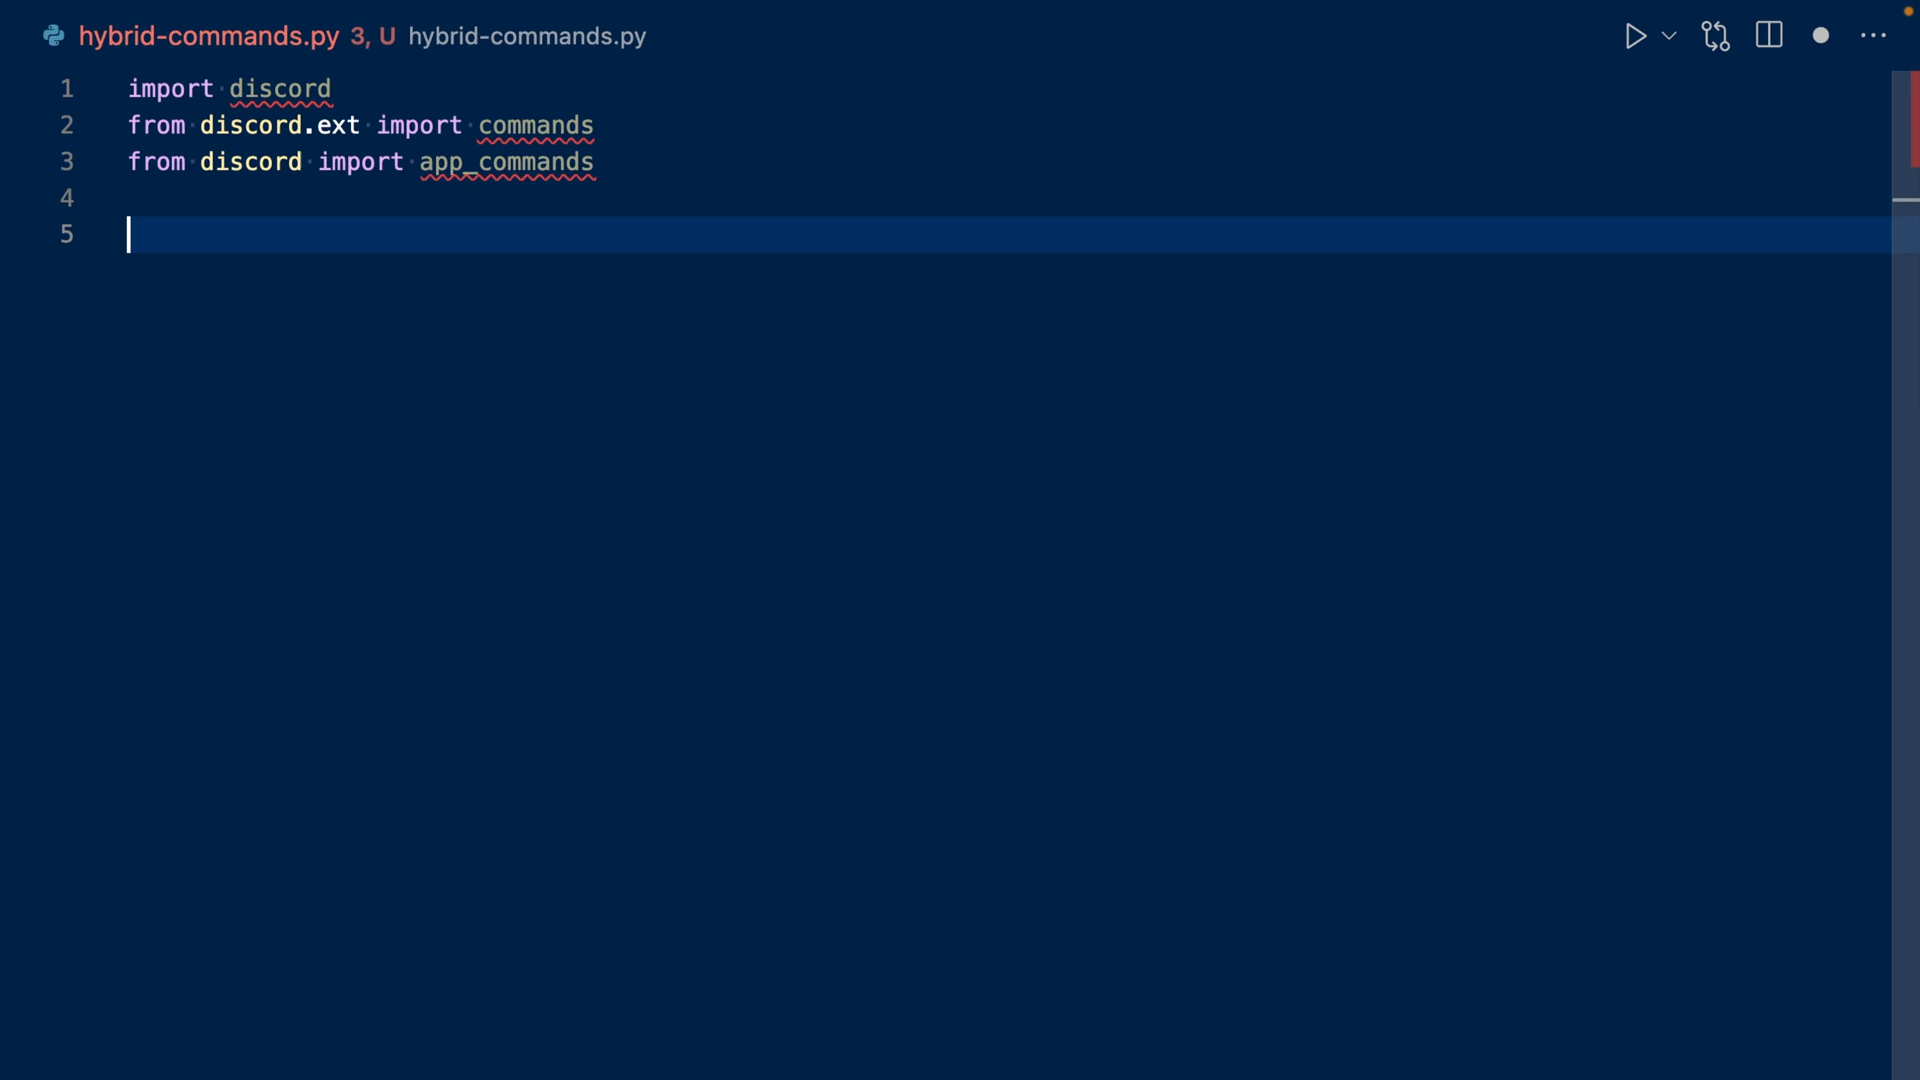 hybrid-commands.py 3, U hybrid-commands.py
1 import discord
2 from discord.ext import commands
3 from discord import app_commands
4
5